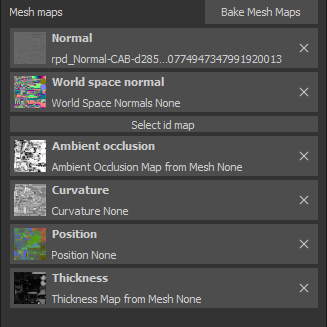 Mesh maps
Bake Mesh Maps
Normal
rpd_Normal-CAB-d285...0774947347991920013
World space normal
World Space Normals None
Select id map
Ambient occlusion
Ambient Occlusion Map from Mesh None
Curvature
Curvature None
Position
Position None
Thickness
Thickness Map from Mesh None